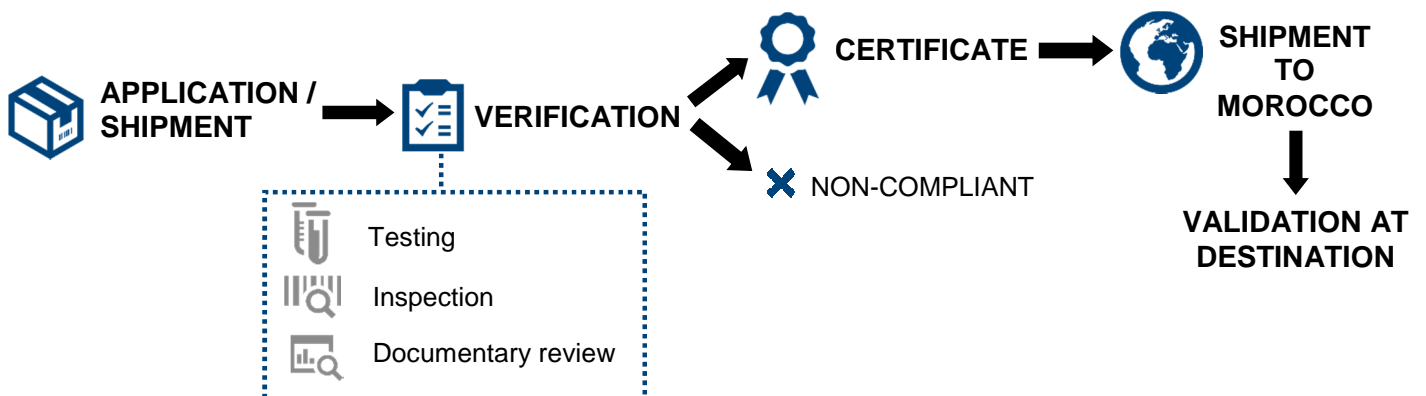 APPLICATION /
SHIPMENT
VERIFICATION
CERTIFICATE
SHIPMENT
TO
MOROCCO
NON-COMPLIANT
VALIDATION AT
DESTINATION
Testing
Inspection
Documentary review